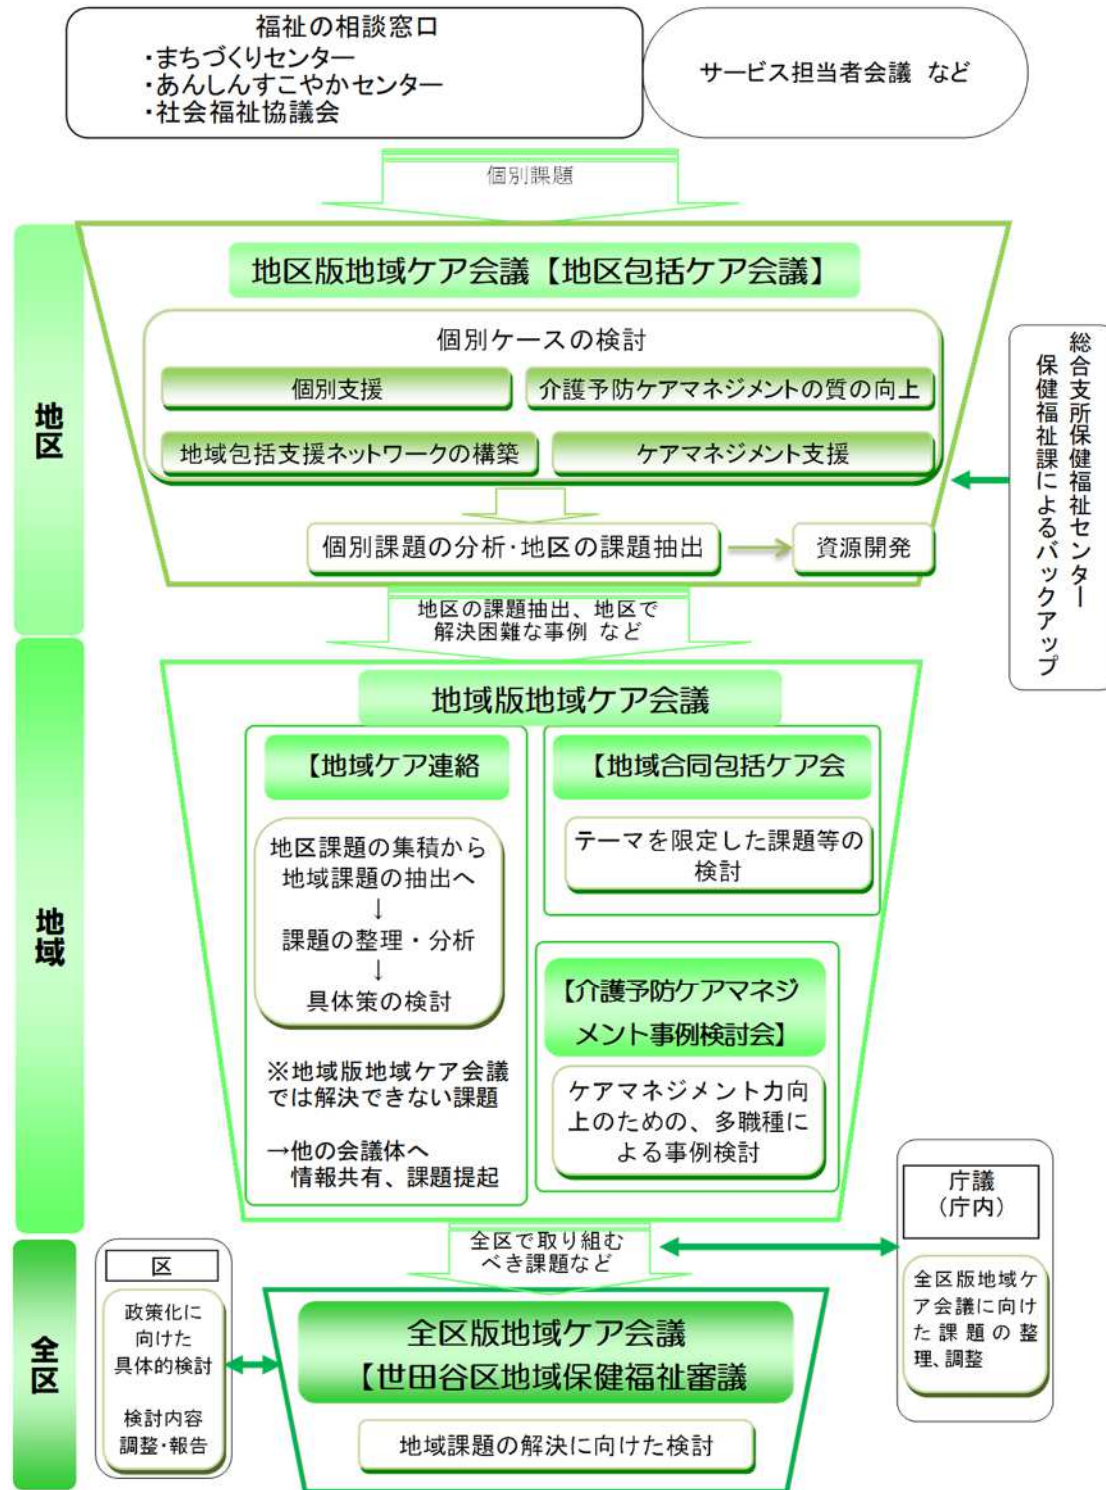 福祉の相談窓口
・まちづくりセンター
・あんしんすこやかセンター
・社会福祉協議会
サービス担当者会議 など
個別課題
地区
地区版地域ケア会議【地区包括ケア会議】
個別ケースの検討
個別支援
介護予防ケアマネジメントの質の向上
地域包括支援ネットワークの構築
ケアマネジメント支援
個別課題の分析・地区の課題抽出
資源開発
総合支所保健福祉センター
保健福祉課によるバックアップ
地区の課題抽出、地区で
解決困難な事例 など
地域
地域版地域ケア会議
【地域ケア連絡
地区課題の集積から
地域課題の抽出へ
↓
課題の整理・分析
↓
具体策の検討
※地域版地域ケア会議
では解決できない課題
→他の会議体へ
情報共有、課題提起
【地域合同包括ケア会
テーマを限定した課題等の
検討
【介護予防ケアマネジ
メント事例検討会】
ケアマネジメント力向
上のための、多職種に
よる事例検討
全区で取り組む
べき課題など
庁議
（庁内）
全区版地域ケ
ア会議に向け
た課題の整
理、調整
全区
区
政策化に
向けた
具体的検討
検討内容
調整・報告
全区版地域ケア会議
【世田谷区地域保健福祉審議
地域課題の解決に向けた検討